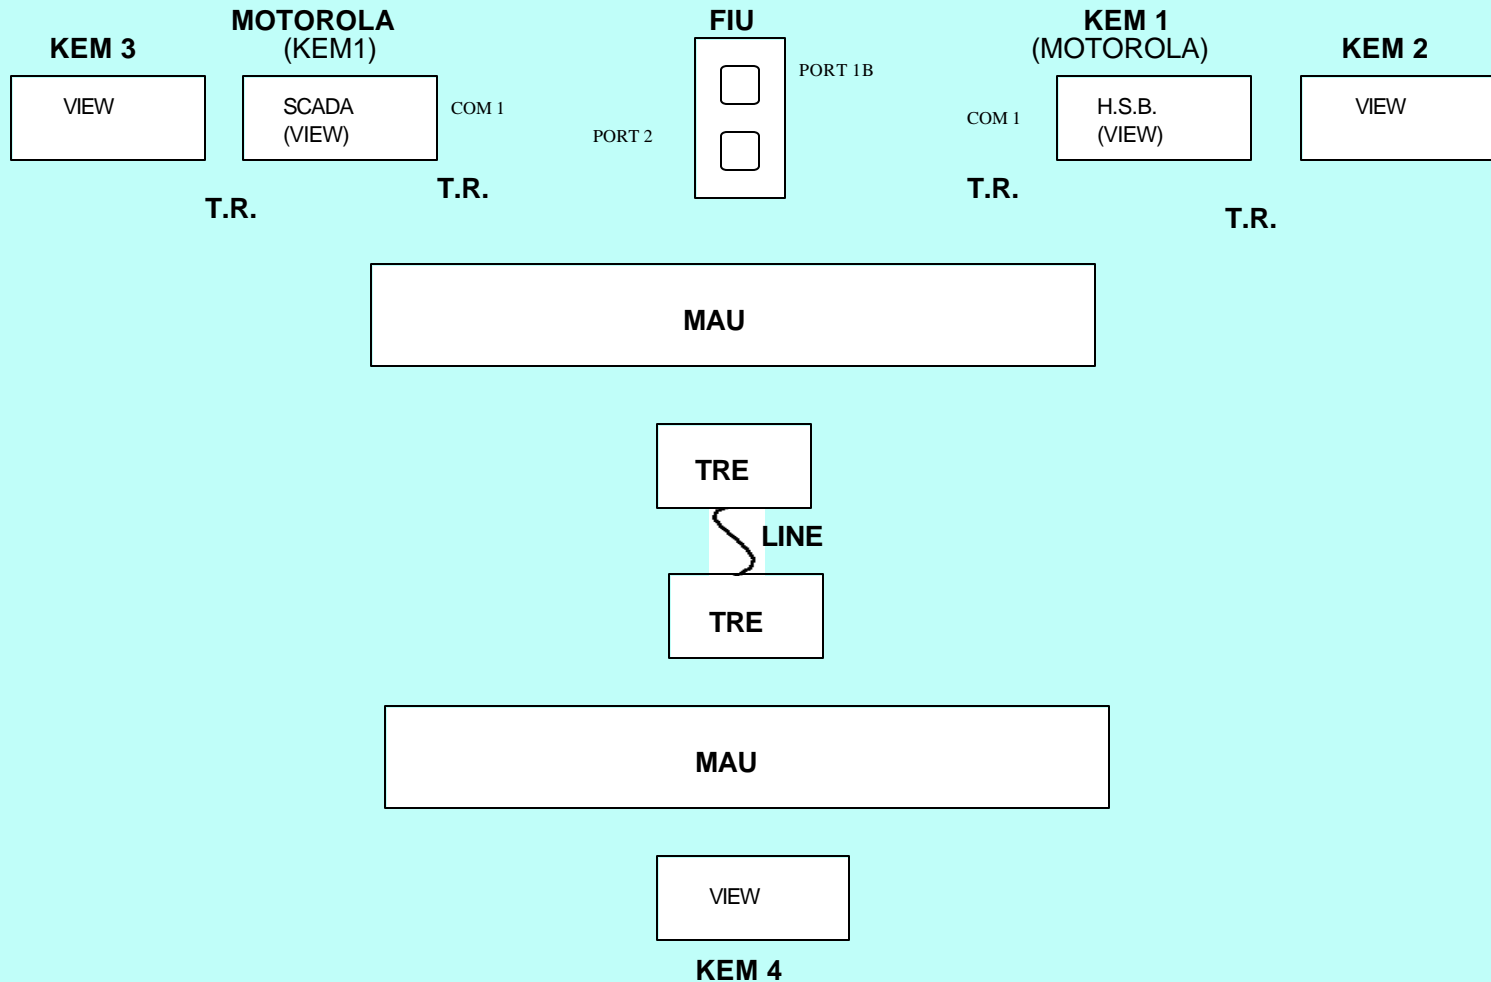 MOTOROLA
(KEM1)
FIU
KEM 1
(MOTOROLA)
KEM 3
KEM 2
VIEW
SCADA
(VIEW)
COM 1
PORT 1B
PORT 2
COM 1
H.S.B.
(VIEW)
VIEW
T.R.
T.R.
T.R.
T.R.
MAU
TRE
LINE
TRE
MAU
VIEW
KEM 4